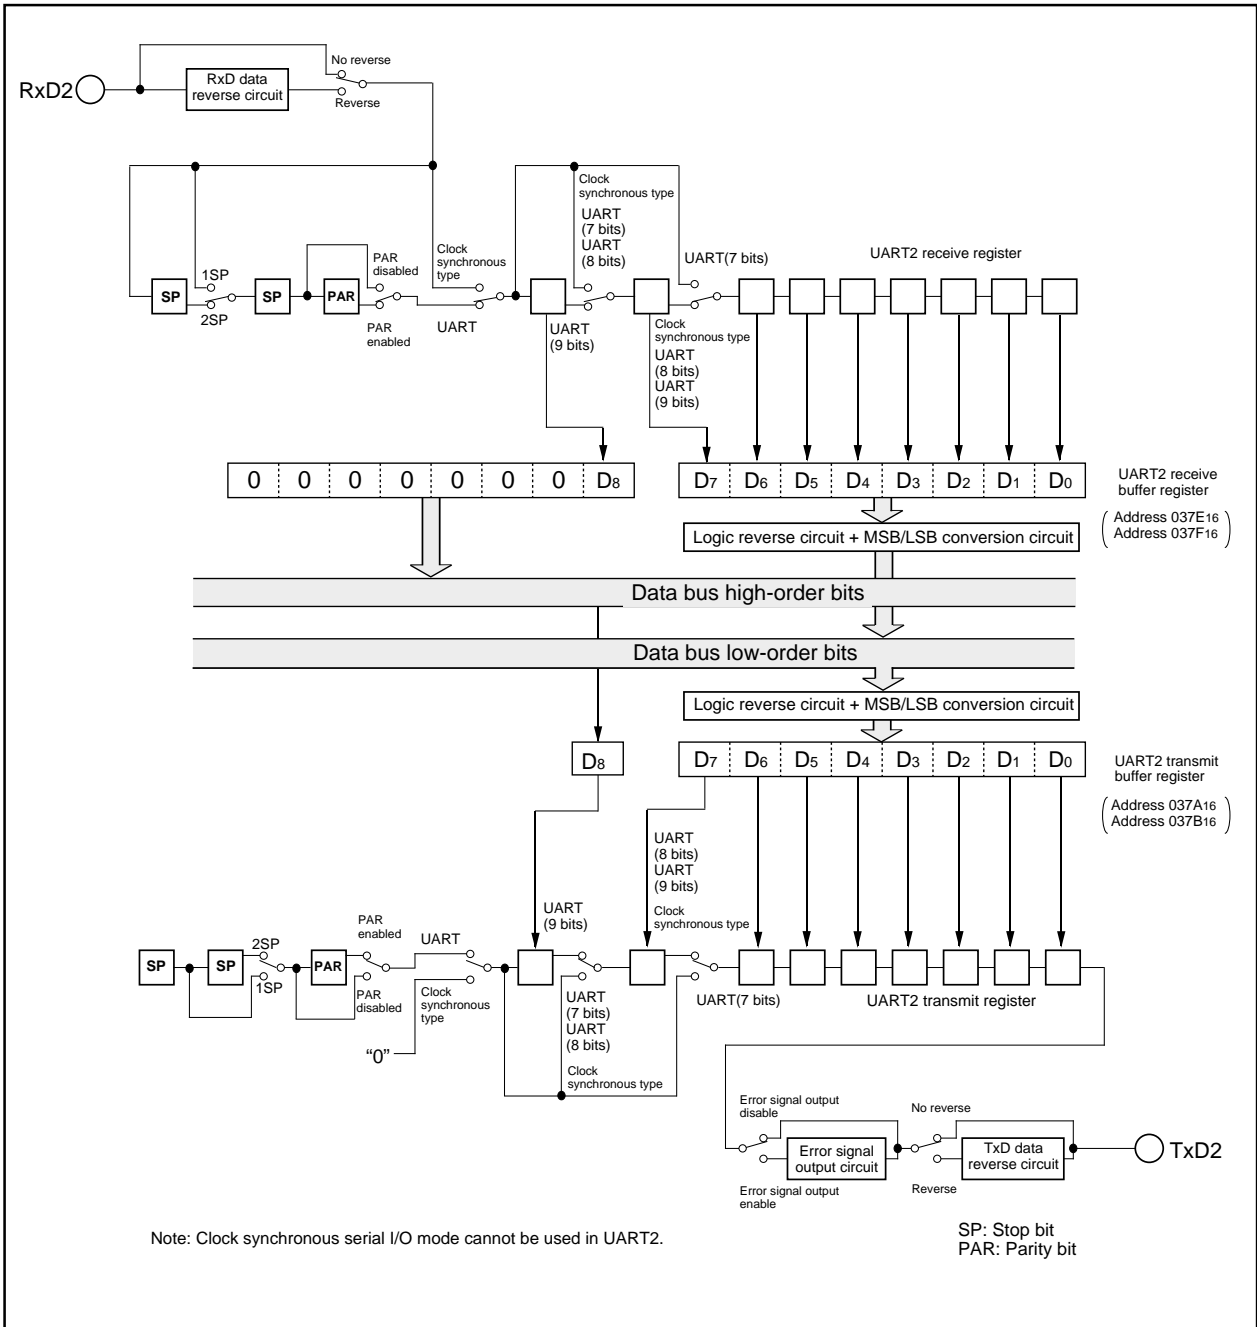 No reverse
RxD2
RxD data
reverse circuit
Reverse
Clock
synchronous type
UART
(7 bits)
UART
(8 bits)
PAR
disabled
Clock
synchronous
type
UART(7 bits)
UART2 receive register
1SP
SP
SP
PAR
2SP
PAR
enabled
UART
UART
(9 bits)
Clock
synchronous type
UART
(8 bits)
UART
(9 bits)
0 0 0 0 0 0 0 D8
D7 D6 D5 D4 D3 D2 D1 D0
UART2 receive
buffer register
Address 037E16
Address 037F16
Logic reverse circuit + MSB/LSB conversion circuit
Data bus high-order bits
Data bus low-order bits
Logic reverse circuit + MSB/LSB conversion circuit
D8
D7 D6 D5 D4 D3 D2 D1 D0
UART2 transmit
buffer register
Address 037A16
Address 037B16
UART
(8 bits)
UART
(9 bits)
Clock
synchronous type
UART
(9 bits)
PAR
enabled
UART
2SP
SP
SP
PAR
1SP
PAR
disabled
Clock
synchronous
type
“0”
UART
(7 bits)
UART
(8 bits)
Clock
synchronous type
UART(7 bits)
UART2 transmit register
Error signal output
disable
No reverse
Error signal
output circuit
TxD data
reverse circuit
TxD2
Error signal output
enable
Reverse
Note: Clock synchronous serial I/O mode cannot be used in UART2.
SP: Stop bit
PAR: Parity bit